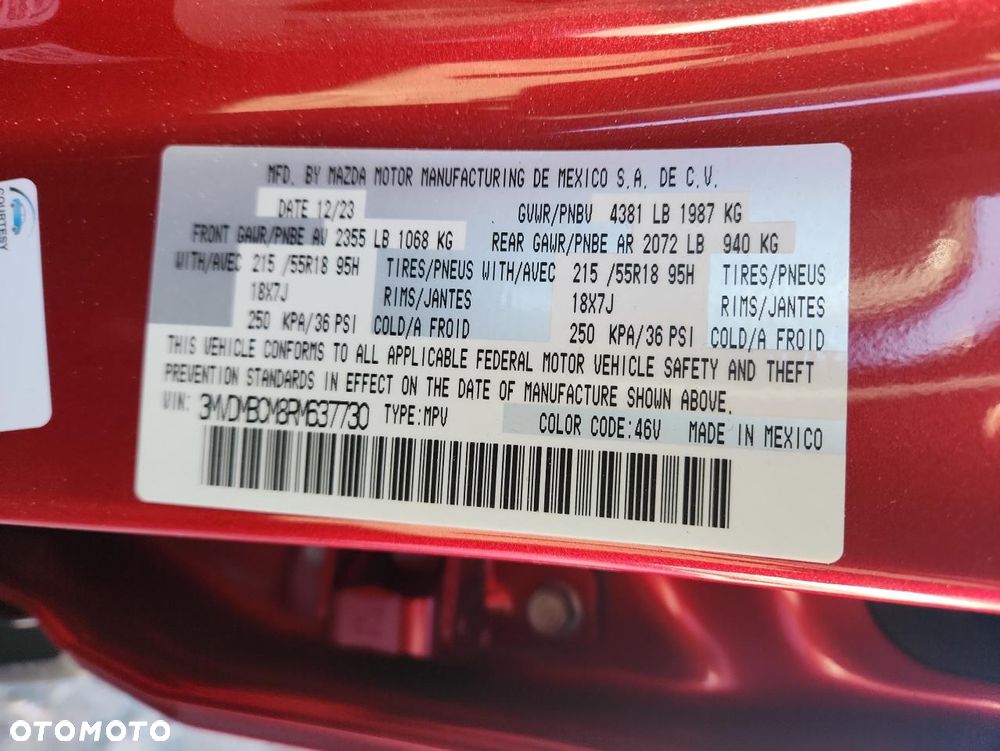 COURTESY
MFD. BY MAZDA MOTOR MANUFACTURING DE MEXICO S.A. DE C.V.
DATE 12/23 GVWR/PNBV 4381 LB 1987 KG
FRONT GAWR/PNBE AV 2355 LB 1068 KG REAR GAWR/PNBE AR 2072 LB 940 KG
WITH/AVEC 215 /55R18 95H TIRES/PNEUS WITH/AVEC 215 /55R18 95H TIRES/PNEUS
18X7J RIMS/JANTES 18X7J RIMS/JANTES
250 KPA/36 PSI COLD/A FROID 250 KPA/36 PSI COLD/A FROID
THIS VEHICLE CONFORMS TO ALL APPLICABLE FEDERAL MOTOR VEHICLE SAFETY AND THEFT
PREVENTION STANDARDS IN EFFECT ON THE DATE OF MANUFACTURE SHOWN ABOVE.
VIN: 3MVDMBCM8RM637730 TYPE:MPV COLOR CODE:46V MADE IN MEXICO
OTOMOTO